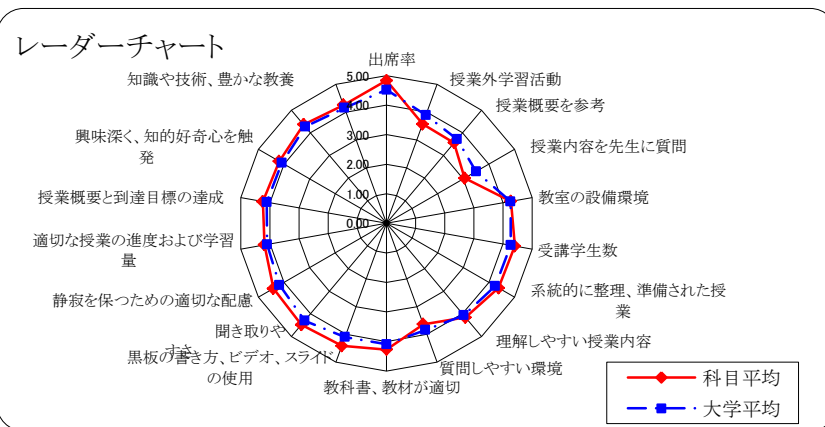 レーダーチャート
出席率
授業外学習活動
授業概要を参考
授業内容を先生に質問
教室の設備環境
受講学生数
系統的に整理、準備された授
業
理解しやすい授業内容
質問しやすい環境
教科書、教材が適切
黒板の書き方、ビデオ、スライド
の使用
聞き取りや
すさ
静寂を保つための適切な配慮
適切な授業の進度および学習
量
授業概要と到達目標の達成
興味深く、知的好奇心を触
発
知識や技術、豊かな教養
5.00
4.00
3.00
2.00
1.00
0.00
科目平均
大学平均